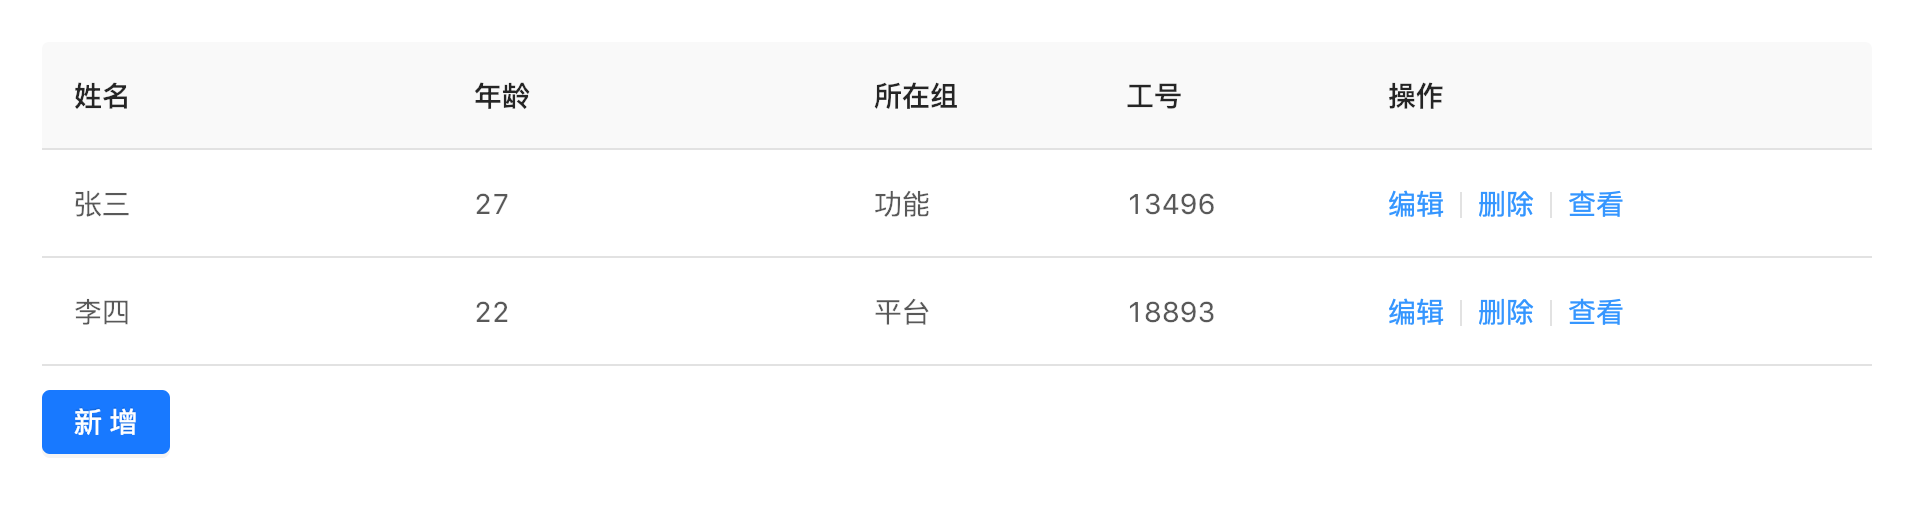 姓名 年龄 所在组 工号 操作
张三 27 功能 13496 编辑 删除 查看
李四 22 平台 18893 编辑 删除 查看
新增